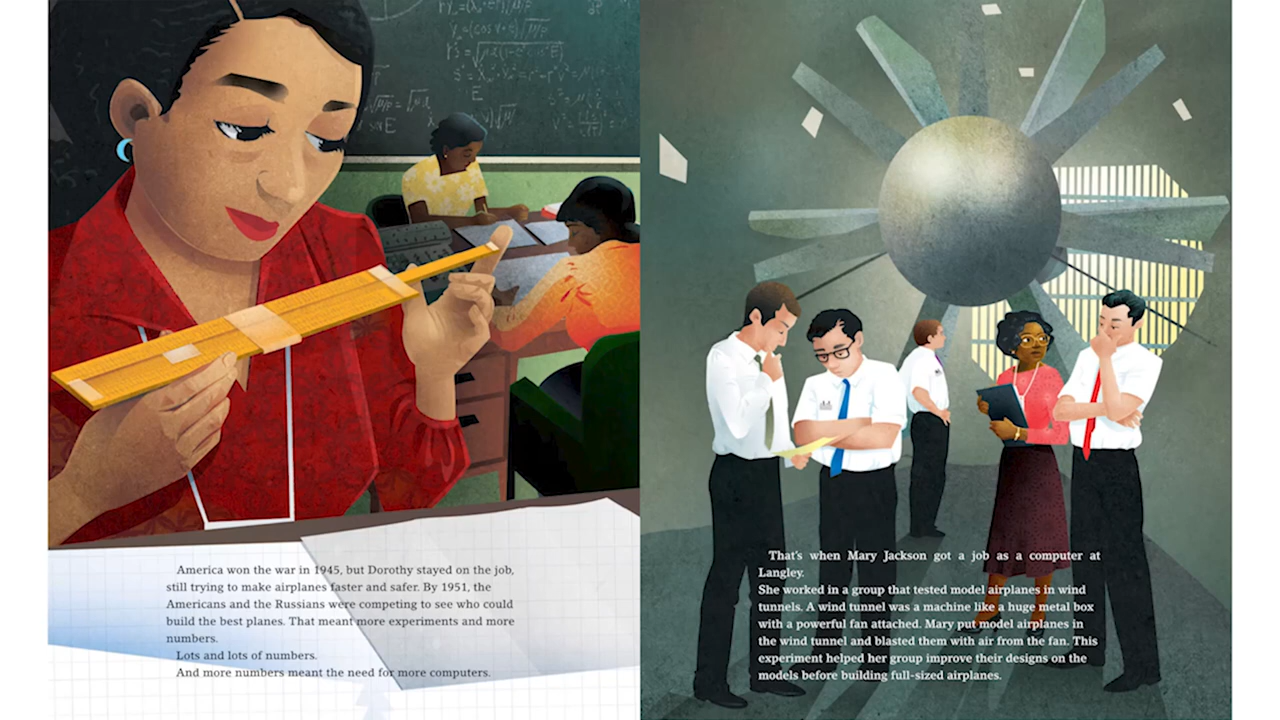 America won the war in 1945, but Dorothy stayed on the job,
still trying to make airplanes faster and safer. By 1951, the
Americans and the Russians were competing to see who could
build the best planes. That meant more experiments and more
numbers.
Lots and lots of numbers.
And more numbers meant the need for more computers.
That's when Mary Jackson got a job as a computer at
Langley.
She worked in a group that tested model airplanes in wind
tunnels. A wind tunnel was a machine like a huge metal box
with a powerful fan attached. Mary put model airplanes in
the wind tunnel and blasted them with air from the fan. This
experiment helped her group improve their designs on the
models before building full-sized airplanes.